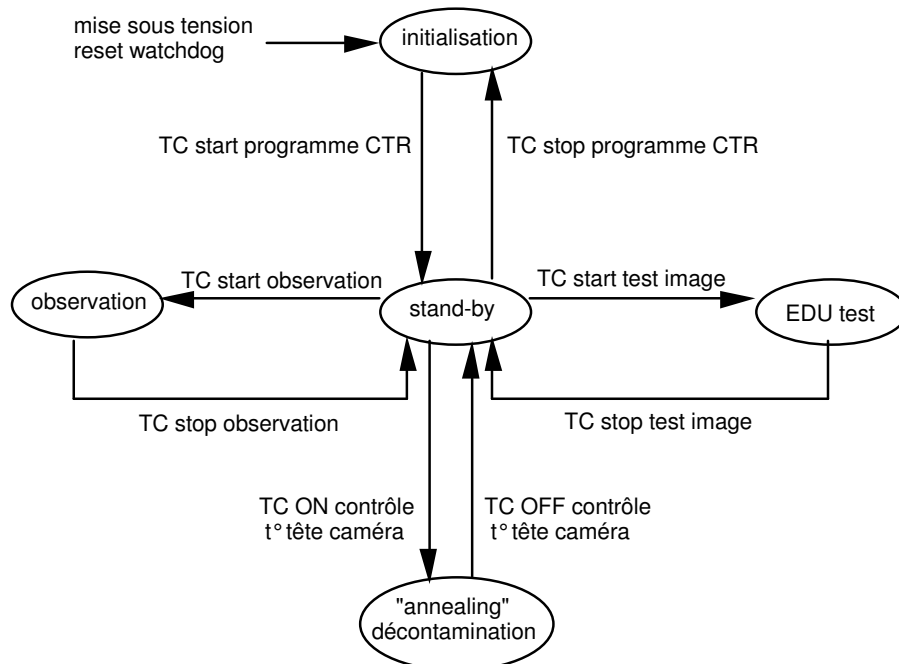 mise sous tension
reset watchdog
initialisation
TC start programme CTR
TC stop programme CTR
TC start observation
TC start test image
observation
stand-by
EDU test
TC stop observation
TC stop test image
TC ON contrôle
t° tête caméra
TC OFF contrôle
t° tête caméra
"annealing"
décontamination